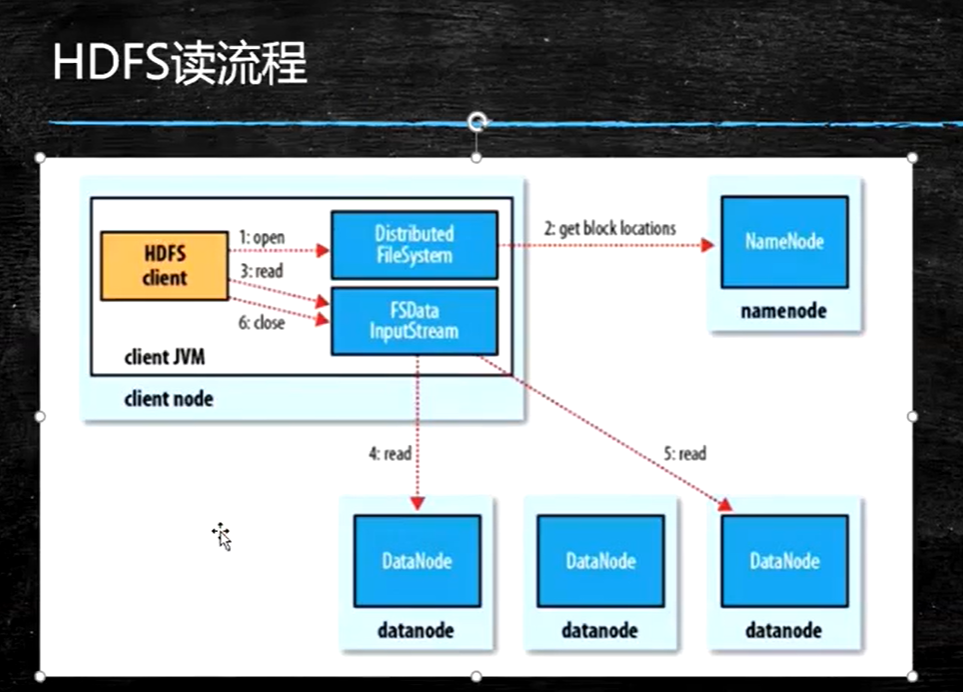 HDFS读流程
HDFS
client
1: open
3: read
6: close
Distributed
FileSystem
FSData
InputStream
client JVM
client node
2: get block locations
NameNode
namenode
4: read
5: read
DataNode
datanode
DataNode
datanode
DataNode
datanode